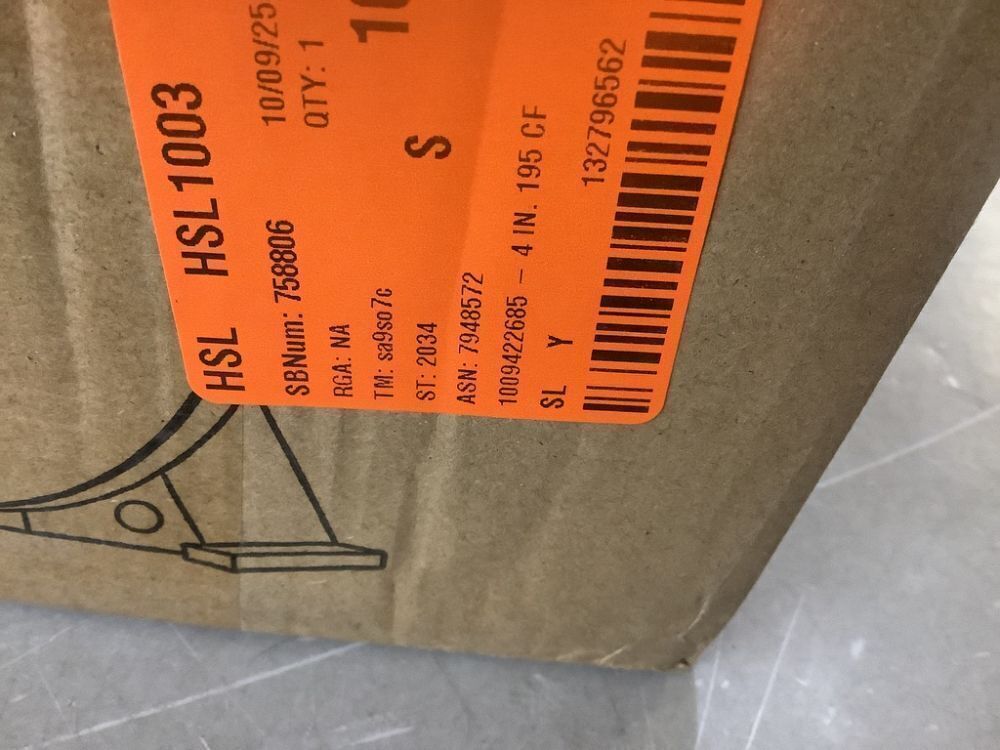 HSL HSL1003
10/09/25
SBNum: 758806 QTY: 1
RGA: NA
TM: sa9so7c
ST: 2034 S
ASN: 7948572
1009422685 - 4 IN. 195 CF
SL Y
132796562